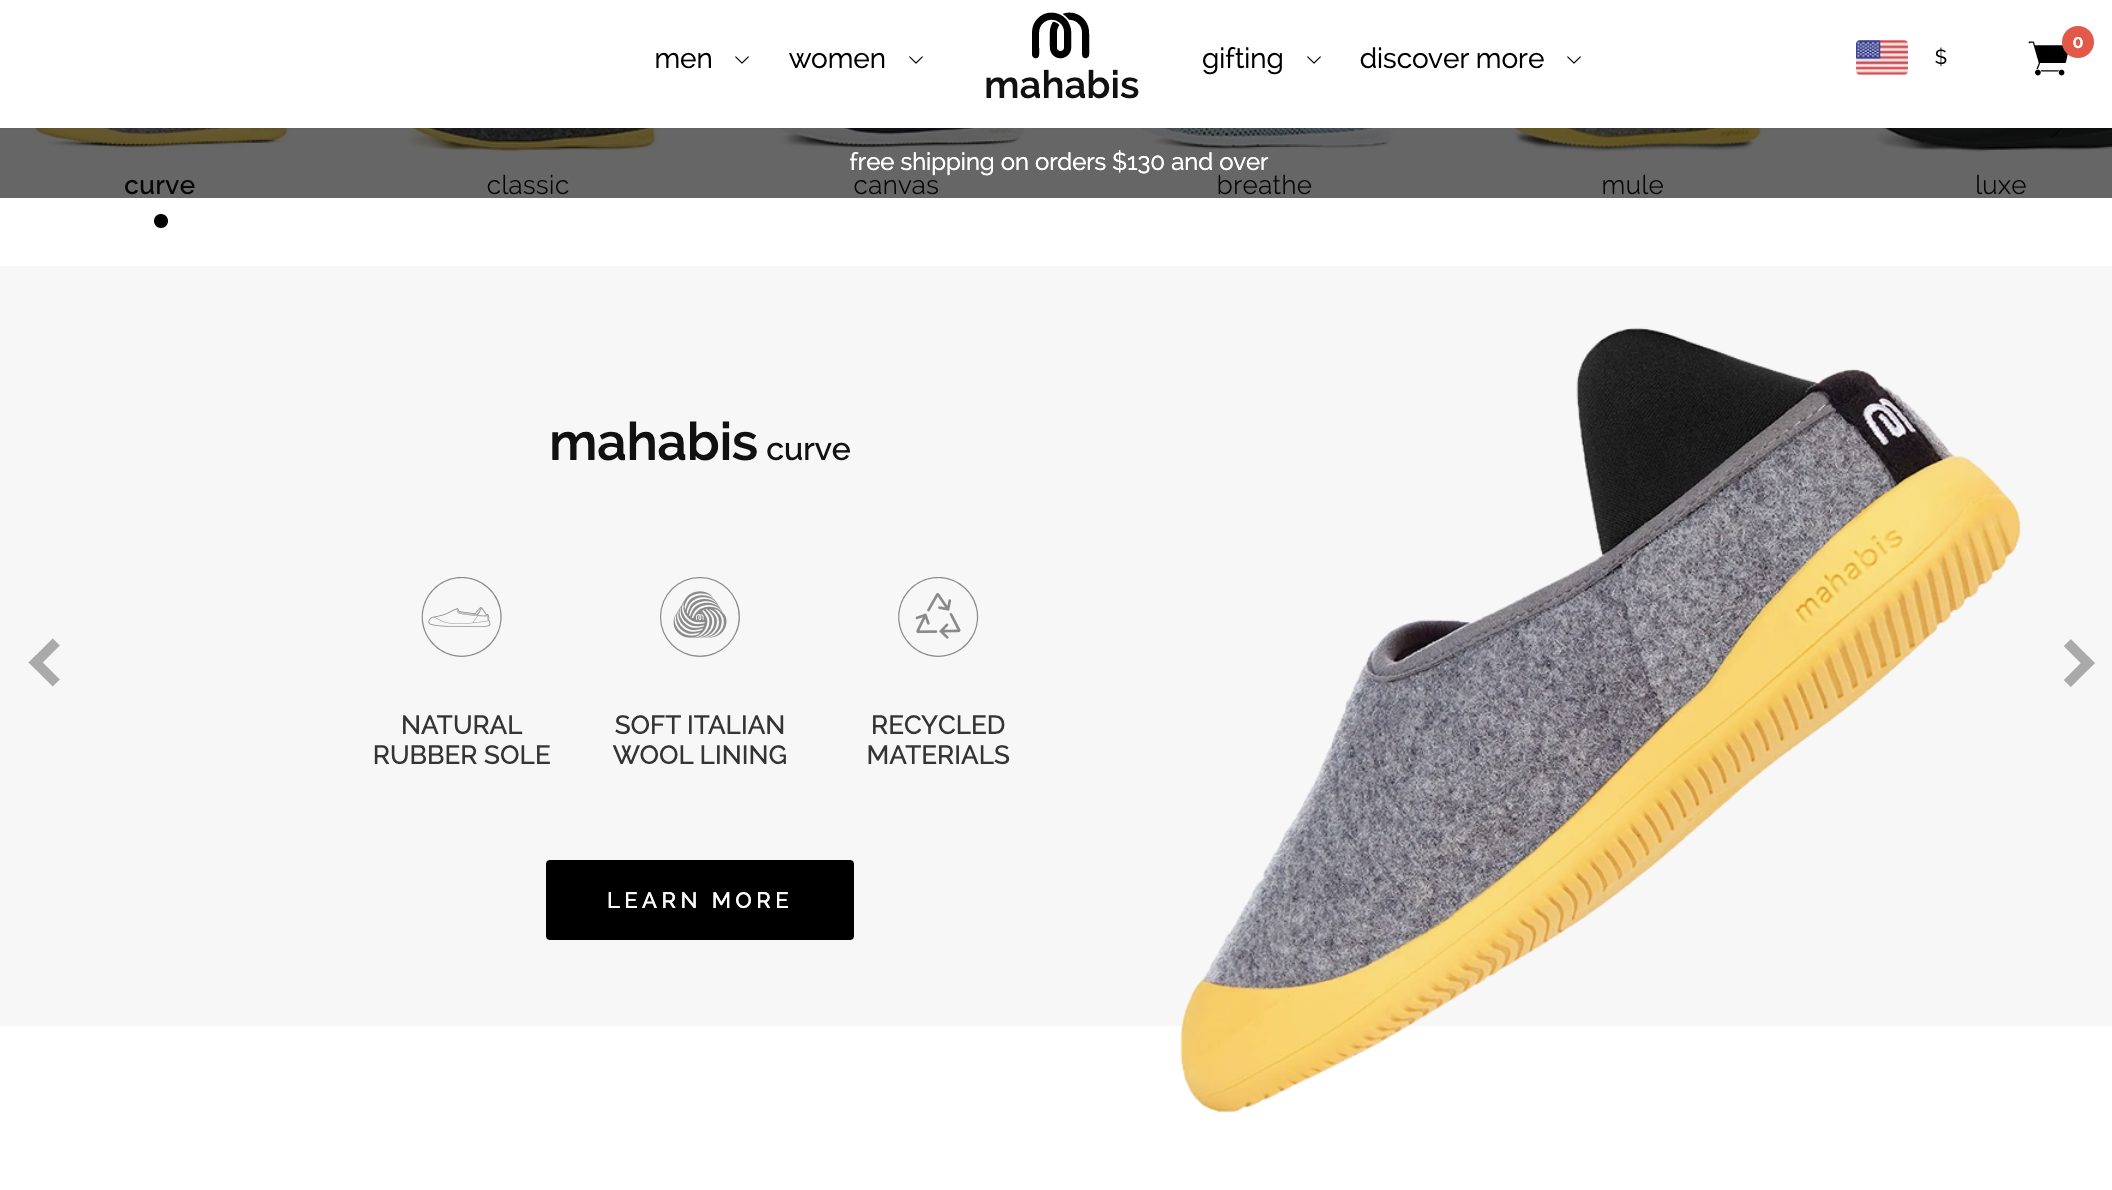 men
women
mahabis
gifting
discover more
$
0
free shipping on orders $130 and over
curve
classic
canvas
breathe
mule
luxe
mahabis curve
NATURAL
RUBBER SOLE
SOFT ITALIAN
WOOL LINING
RECYCLED
MATERIALS
LEARN MORE
mahabis